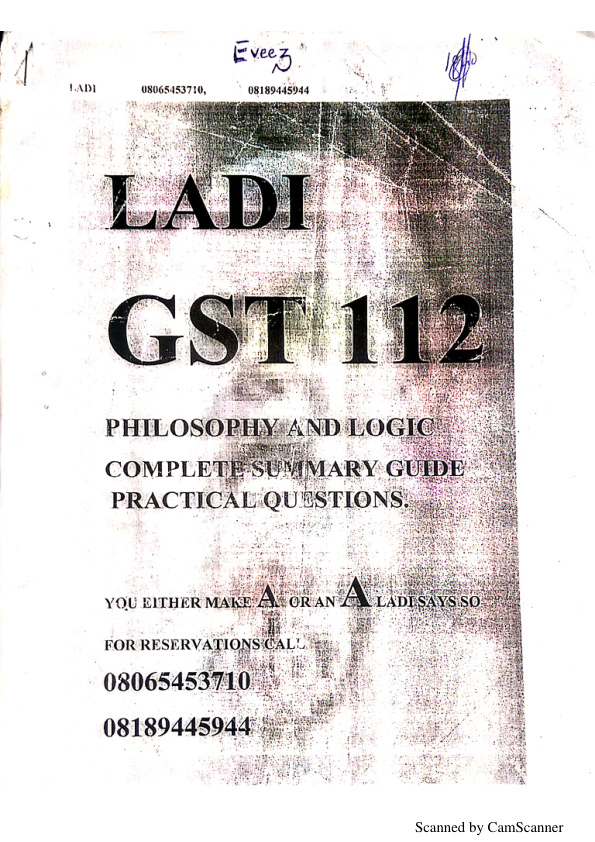 Eveez
1
LADI 08065453710, 08189445944
LADI
GST 112
PHILOSOPHY AND LOGIC
COMPLETE SUMMARY GUIDE
PRACTICAL QUESTIONS.
YOU EITHER MAKE A OR AN A LADI SAYS SO
FOR RESERVATIONS CALL
08065453710
08189445944
Scanned by CamScanner